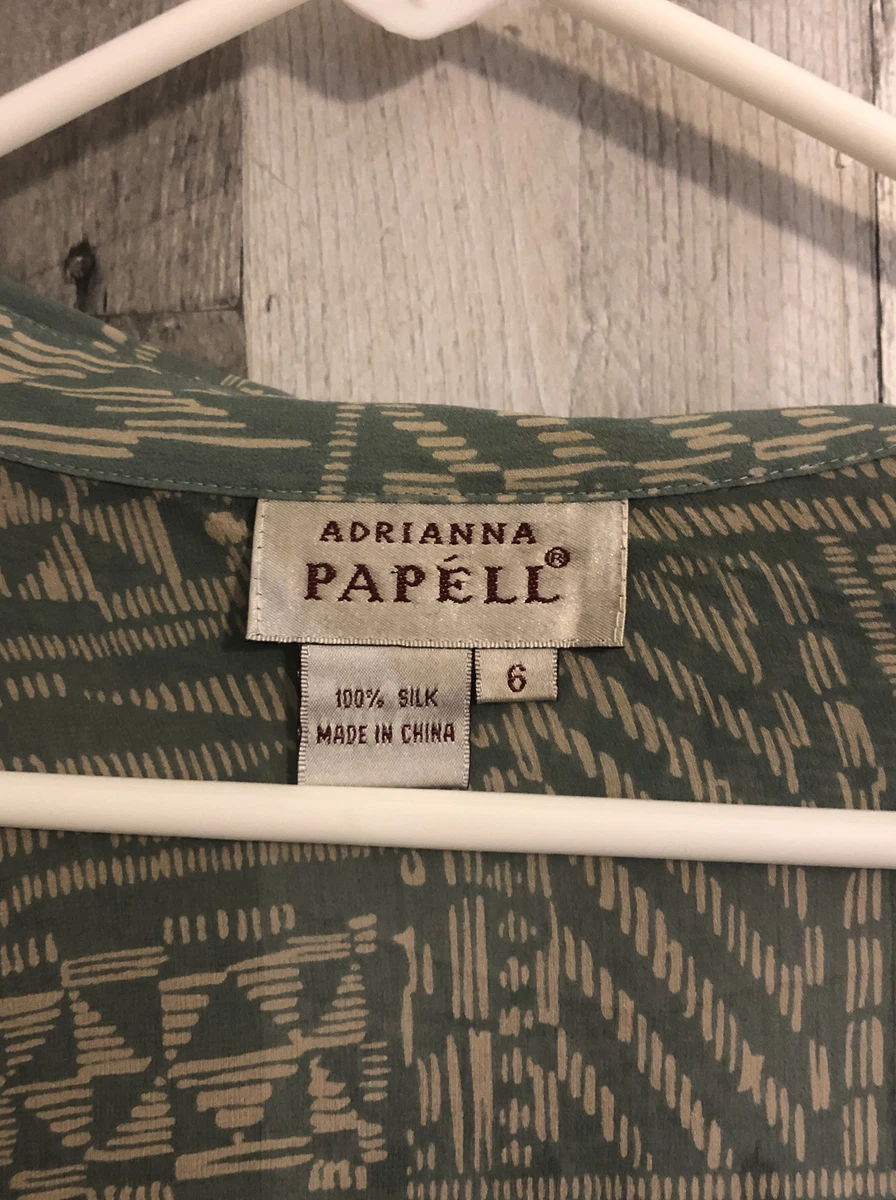 ADRIANNA
PAPÉLL®
6
100% SILK
MADE IN CHINA